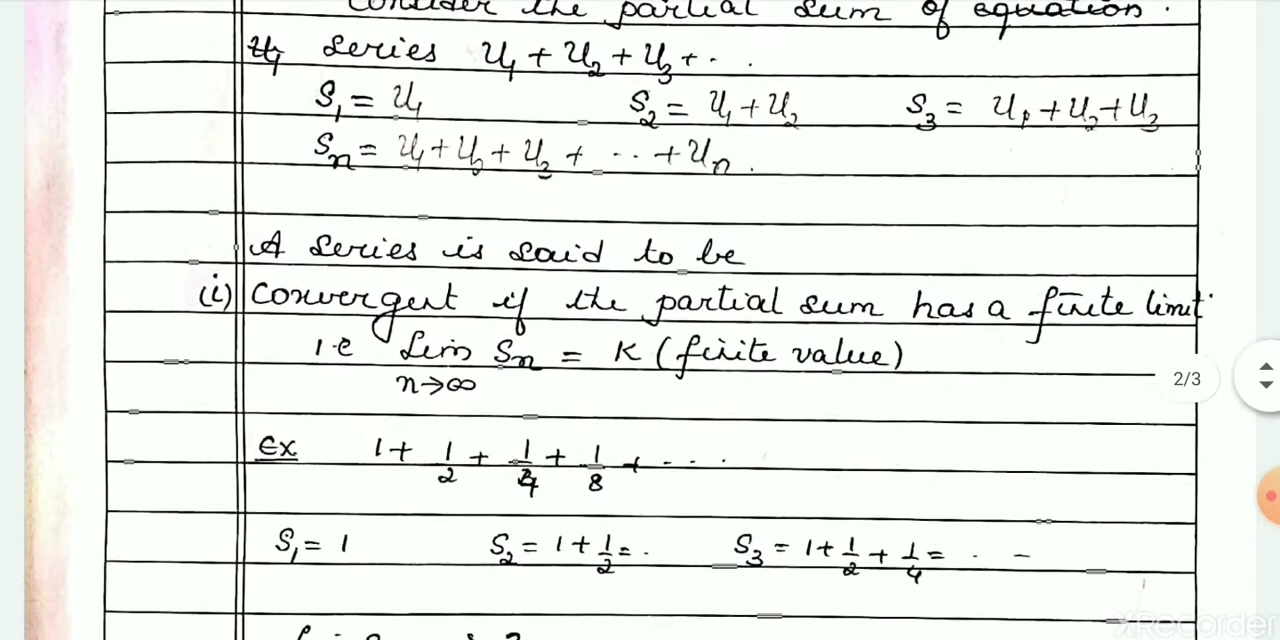 Consider the partial sum of equation.
series U₁ + U₂ + U₃ + . .
S₁ = U₁ S₂ = U₁ + U₂ S₃ = U₁ + U₂ + U₃
Sₙ = U₁ + U₂ + U₃ + . . + Uₙ .
A series is said to be
(i) Convergent if the partial sum has a finite limit
i.e Lim Sₙ = K (finite value)
n→∞
2/3
Ex 1 + 1/2 + 1/4 + 1/8 + - - -
S₁ = 1 S₂ = 1 + 1/2 = . S₃ = 1 + 1/2 + 1/4 = . -
XRecorder